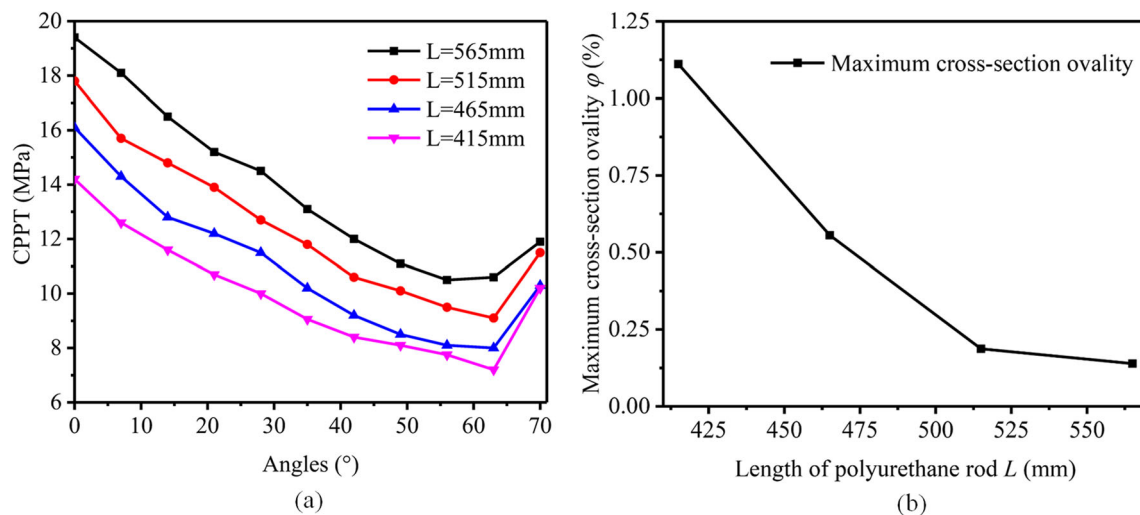 20
18
16
14
12
10
8
6
CPPT (MPa)
L=565mm
L=515mm
L=465mm
L=415mm
0 10 20 30 40 50 60 70
Angles (°)
(a)
1.25
1.00
0.75
0.50
0.25
0.00
Maximum cross-section ovality φ (%)
Maximum cross-section ovality
425 450 475 500 525 550
Length of polyurethane rod L (mm)
(b)